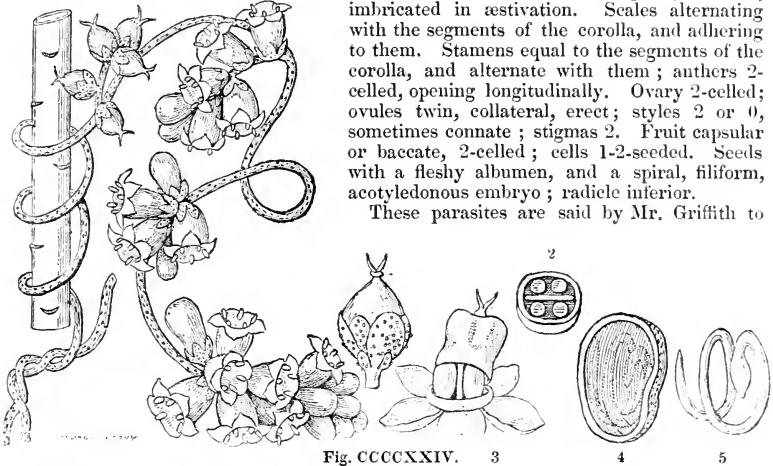 imbricated in æstivation. Scales alternating
with the segments of the corolla, and adhering
to them. Stamens equal to the segments of the
corolla, and alternate with them ; anthers 2-
celled, opening longitudinally. Ovary 2-celled;
ovules twin, collateral, erect; styles 2 or 0,
sometimes connate ; stigmas 2. Fruit capsular
or baccate, 2-celled ; cells 1-2-seeded. Seeds
with a fleshy albumen, and a spiral, filiform,
acotyledonous embryo ; radicle inferior.
These parasites are said by Mr. Griffith to
2
Fig. CCCCXXIV. 3 4 5